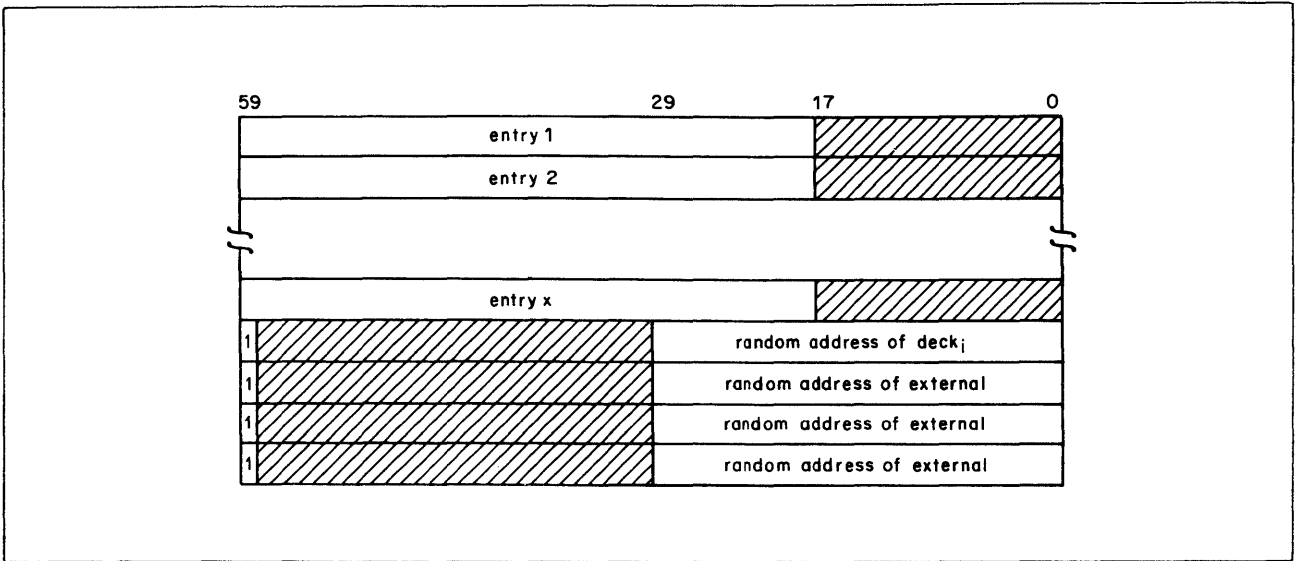 59 29 17 0
entry 1
entry 2
entry x
1 random address of deck i
1 random address of external
1 random address of external
1 random address of external